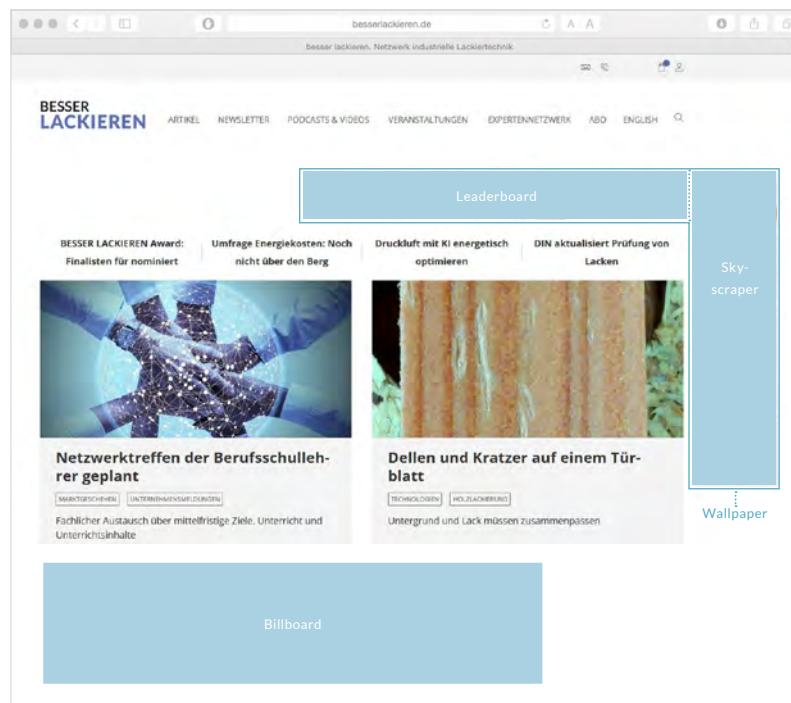 besserlackieren.de
A A
besser lackieren. Netzwerk industrielle Lackiertechnik
BESSER
LACKIEREN
ARTIKEL NEWSLETTER PODCASTS & VIDEOS VERANSTALTUNGEN EXPERTENNETZWERK ABO ENGLISH
Leaderboard
Sky-
scraper
BESSER LACKIEREN Award:
Finalisten für nominiert
Umfrage Energiekosten: Noch
nicht über den Berg
Druckluft mit KI energetisch
optimieren
DIN aktualisiert Prüfung von
Lacken
Netzwerktreffen der Berufsschulleh-
rer geplant
MARKTGESCHEHEN UNTERNEHMENSMELDUNGEN
Fachlicher Austausch über mittelfristige Ziele, Unterricht und
Unterrichtsinhalte
Dellen und Kratzer auf einem Tür-
blatt
TECHNOLOGIEN HOLZLACKIERUNG
Untergrund und Lack müssen zusammenpassen
Wallpaper
Billboard